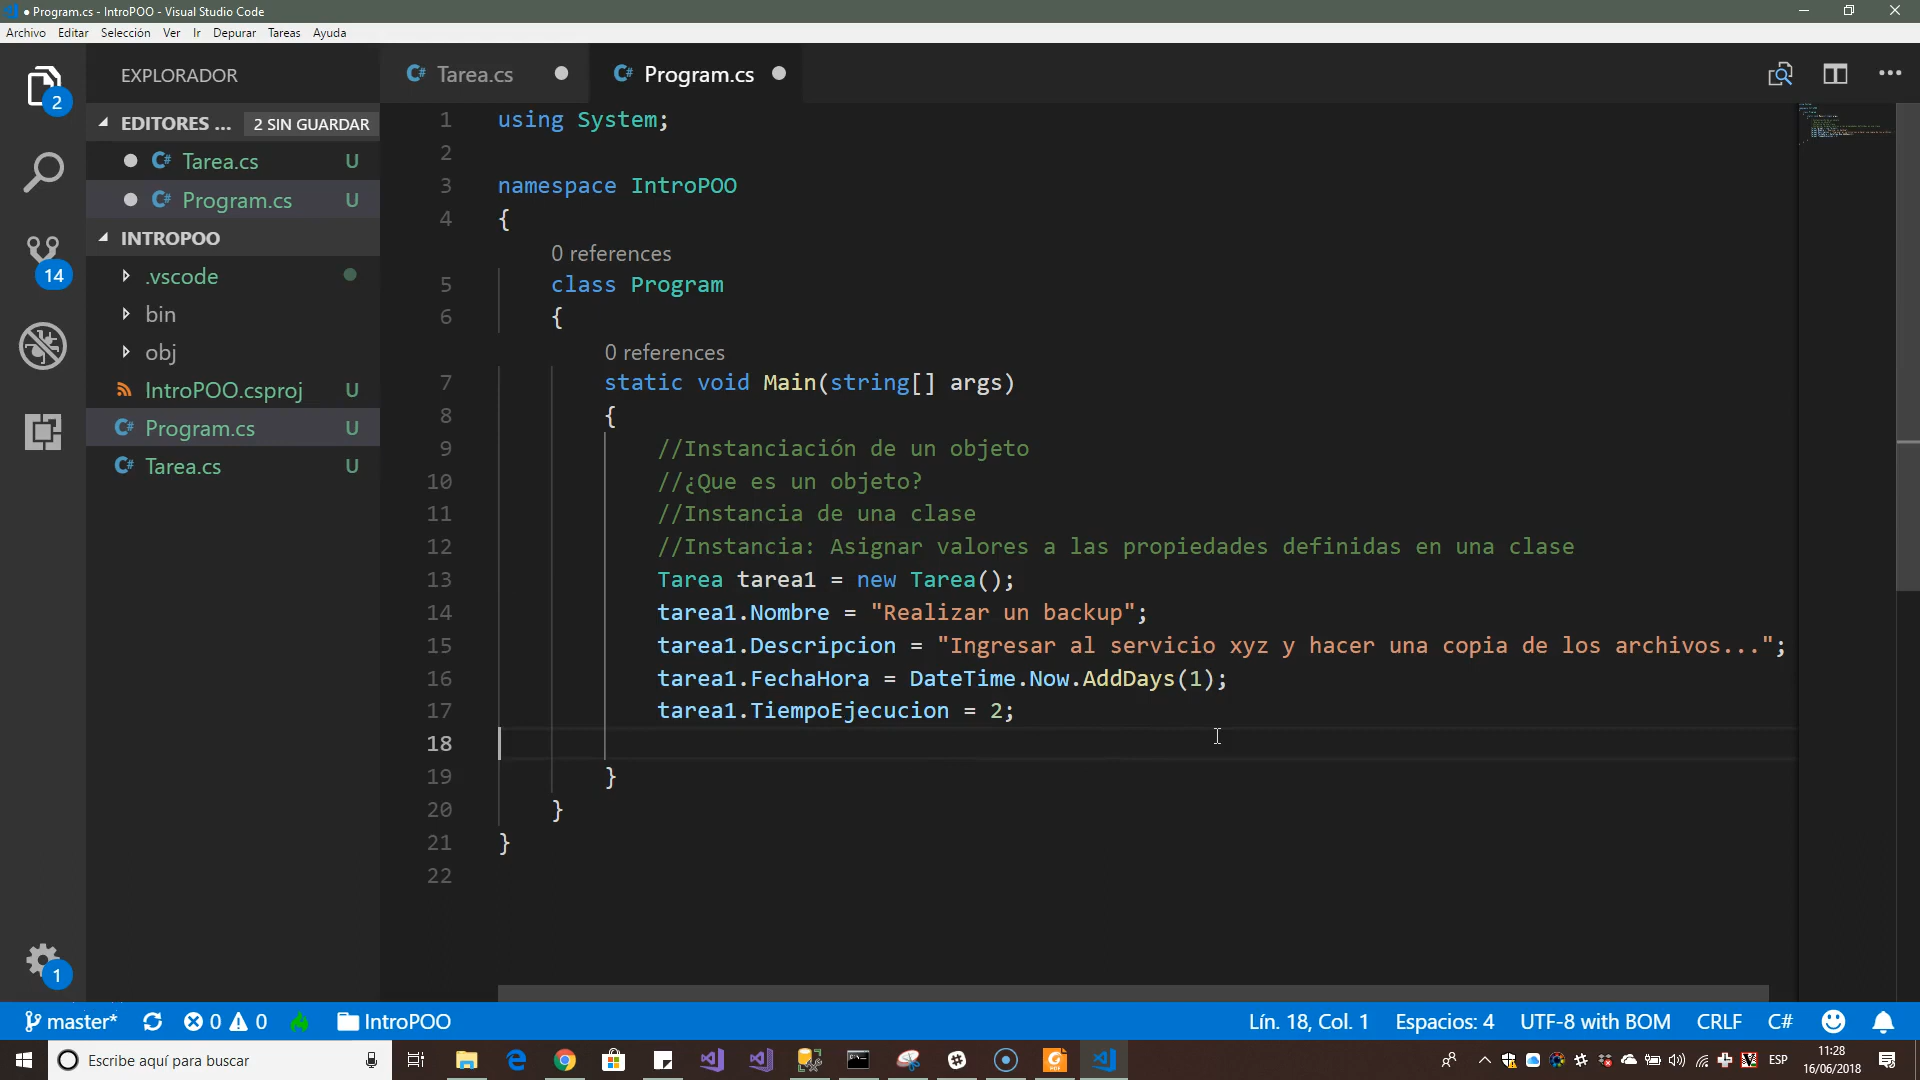 ● Program.cs - IntroPOO - Visual Studio Code
Archivo Editar Selección Ver Ir Depurar Tareas Ayuda
EXPLORADOR
2
EDITORES ... 2 SIN GUARDAR
Tarea.cs U
Program.cs U
INTROPOO
.vscode
14
bin
obj
IntroPOO.csproj U
Program.cs U
Tarea.cs U
1
Tarea.cs
Program.cs
1 using System;
2
3 namespace IntroPOO
4 {
0 references
5 class Program
6 {
0 references
7 static void Main(string[] args)
8 {
9 //Instanciación de un objeto
10 //¿Que es un objeto?
11 //Instancia de una clase
12 //Instancia: Asignar valores a las propiedades definidas en una clase
13 Tarea tarea1 = new Tarea();
14 tarea1.Nombre = "Realizar un backup";
15 tarea1.Descripcion = "Ingresar al servicio xyz y hacer una copia de los archivos...";
16 tarea1.FechaHora = DateTime.Now.AddDays(1);
17 tarea1.TiempoEjecucion = 2;
18
19 }
20 }
21 }
22
master* 0 0 IntroPOO Lín. 18, Col. 1 Espacios: 4 UTF-8 with BOM CRLF C#
Escribe aquí para buscar
ESP
11:28
16/06/2018